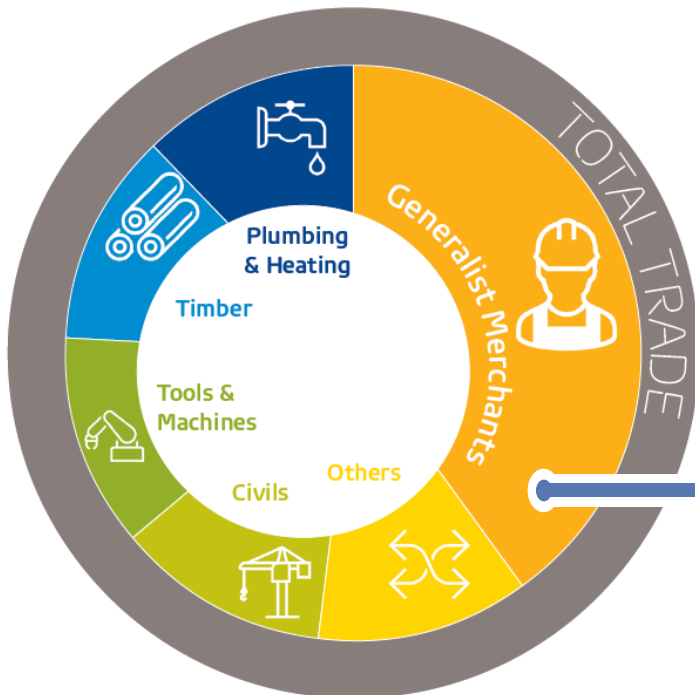 TOTAL TRADE
Generalist Merchants
Plumbing
& Heating
Timber
Tools &
Machines
Others
Civils